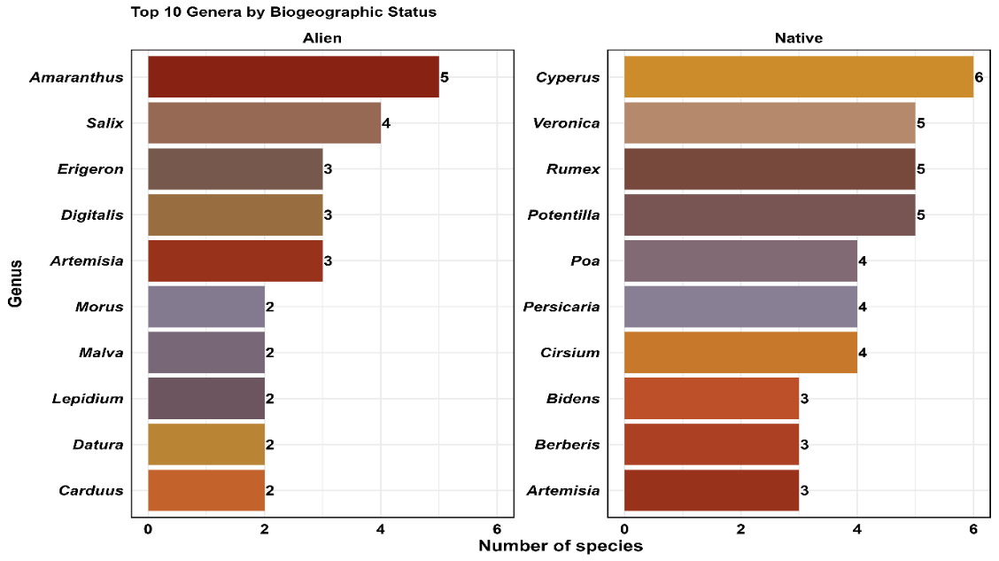 Top 10 Genera by Biogeographic Status
Alien
Native
Genus
Amaranthus 5
Salix 4
Erigeron 3
Digitalis 3
Artemisia 3
Morus 2
Malva 2
Lepidium 2
Datura 2
Carduus 2
0 2 4 6
Cyperus 6
Veronica 5
Rumex 5
Potentilla 5
Poa 4
Persicaria 4
Cirsium 4
Bidens 3
Berberis 3
Artemisia 3
0 2 4 6
Number of species